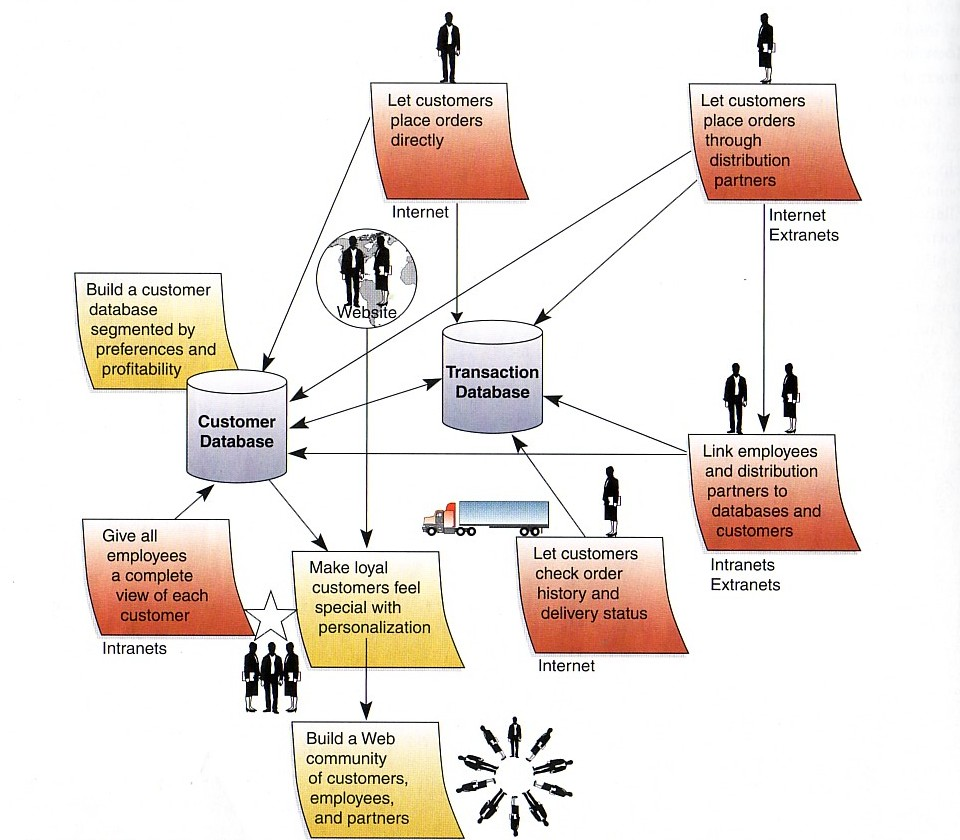 Let customers
place orders
directly
Internet
Let customers
place orders
through
distribution
partners
Internet
Extranets
Website
Build a customer
database
segmented by
preferences and
profitability
Transaction
Database
Customer
Database
Link employees
and distribution
partners to
databases and
customers
Intranets
Extranets
Give all
employees
a complete
view of each
customer
Intranets
Make loyal
customers feel
special with
personalization
Let customers
check order
history and
delivery status
Internet
Build a Web
community
of customers,
employees,
and partners